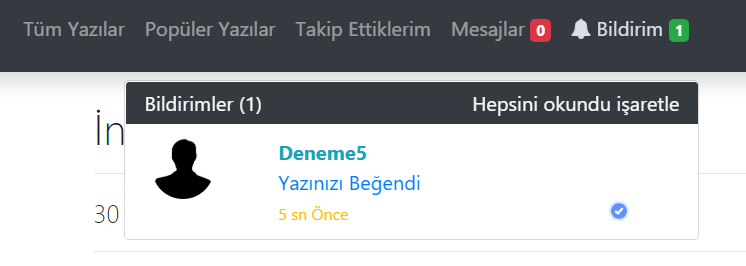 Tüm Yazılar Popüler Yazılar Takip Ettiklerim Mesajlar 0 Bildirim 1
Bildirimler (1) Hepsini okundu işaretle
İn
Deneme5
Yazınızı Beğendi
30
5 sn Önce